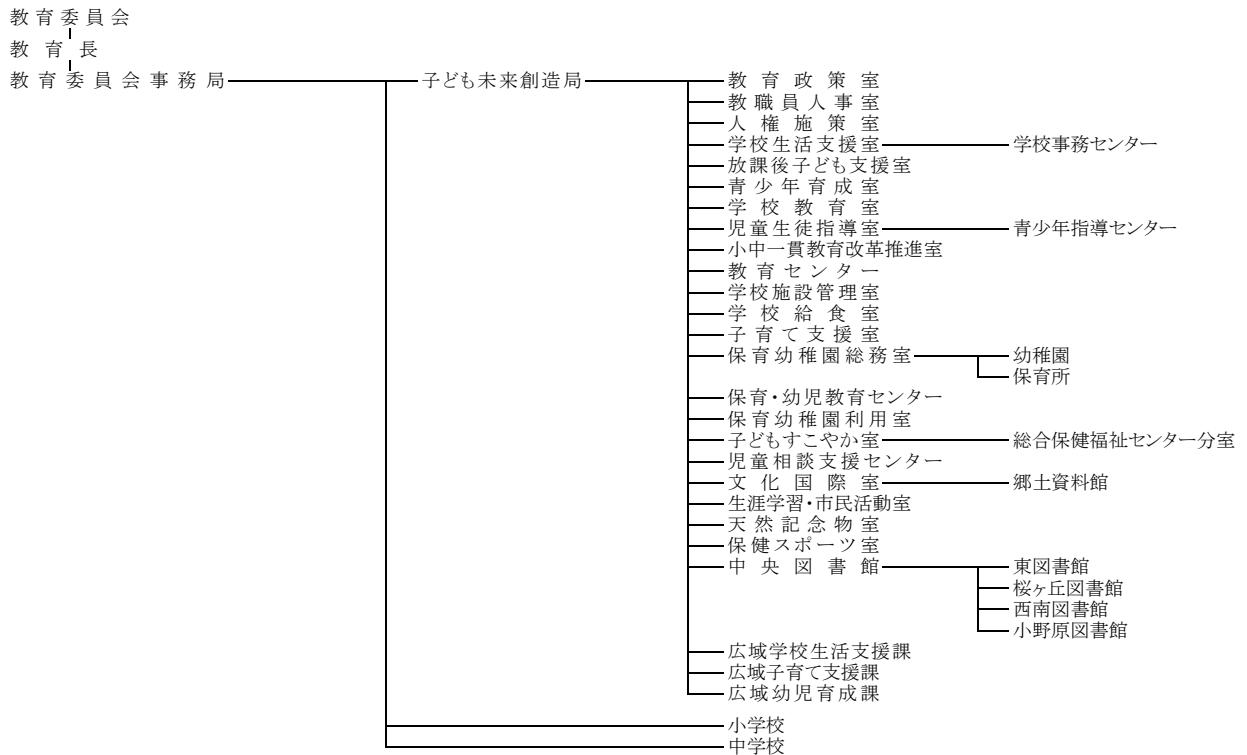 教育委員会
教育長
教育委員会事務局 子ども未来創造局 教育政策室
教職員人事室
人権施策室
学校生活支援室 学校事務センター
放課後子ども支援室
青少年育成室
学校教育室
児童生徒指導室 青少年指導センター
小中一貫教育改革推進室
教育センター
学校施設管理室
学校給食室
子育て支援室
保育幼稚園総務室 幼稚園
保育所
保育・幼児教育センター
保育幼稚園利用室
子どもすこやか室 総合保健福祉センター分室
児童相談支援センター
文化国際室 郷土資料館
生涯学習・市民活動室
天然記念物室
保健スポーツ室
中央図書館 東図書館
桜ヶ丘図書館
西南図書館
小野原図書館
広域学校生活支援課
広域子育て支援課
広域幼児育成課
小学校
中学校